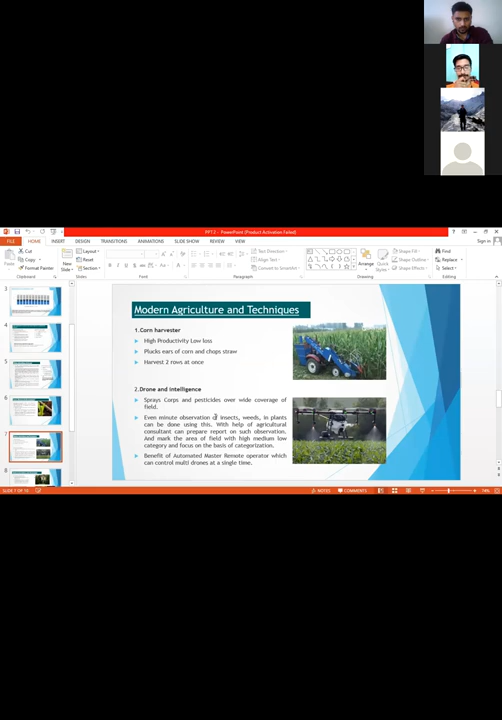 PPT2 - PowerPoint (Product Activation Failed)
FILE HOME INSERT DESIGN TRANSITIONS ANIMATIONS SLIDE SHOW REVIEW VIEW Sign in
Cut
Copy
Format Painter
Paste
Clipboard
New
Slide
Layout
Reset
Section
Slides
Font
Text Direction
Align Text
Convert to SmartArt
Paragraph
Arrange
Quick
Styles
Shape Fill
Shape Effects
Drawing
Find
Replace
Select
Editing
3
4
5
6
7
8
Modern Agriculture and Techniques
1.Corn harvester
High Productivity Low loss
Plucks ears of corn and chops straw
Harvest 2 rows at once
2.Drone and Intelligence
Sprays Corps and pesticides over wide coverage of
field.
Even minute observation of insects, weeds, in plants
can be done using this. With help of agricultural
consultant can prepare report on such observation.
And mark the area of field with high medium low
category and focus on the basis of categorization.
Benefit of Automated Master Remote operator which
can control multi drones at a single time.
NOTES COMMENTS